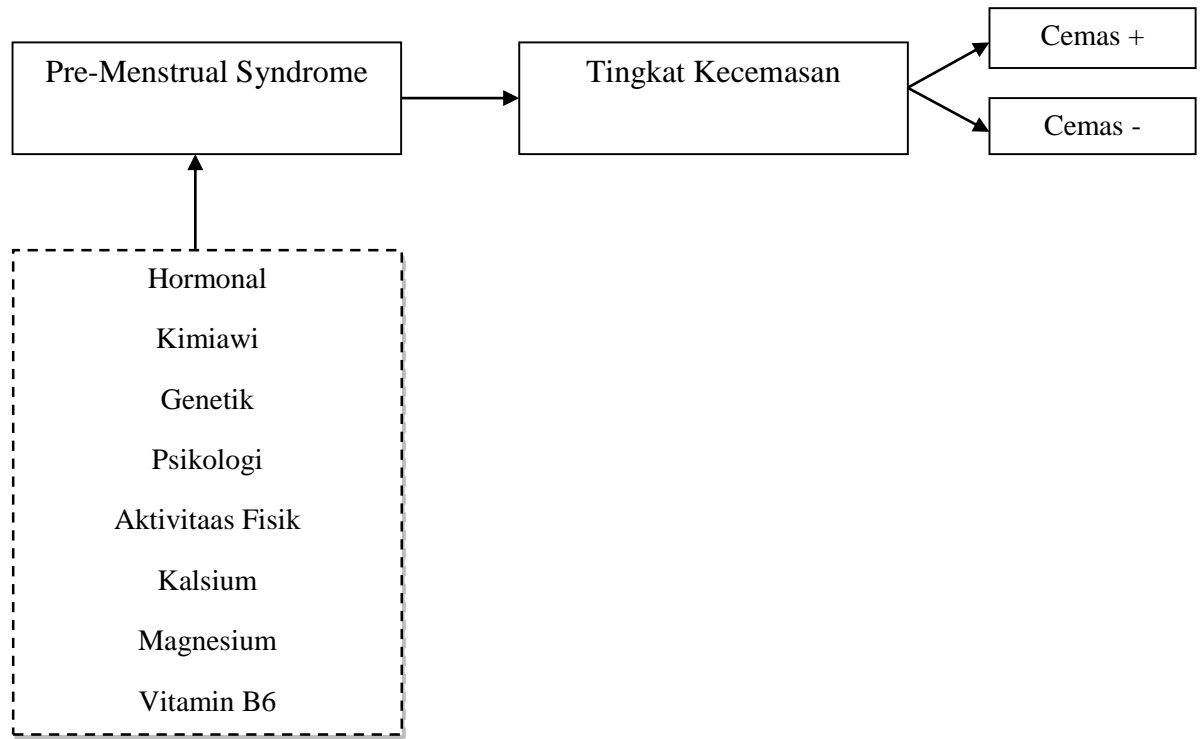 Pre-Menstrual Syndrome
Tingkat Kecemasan
Cemas +
Cemas -
Hormonal
Kimiawi
Genetik
Psikologi
Aktivitaas Fisik
Kalsium
Magnesium
Vitamin B6